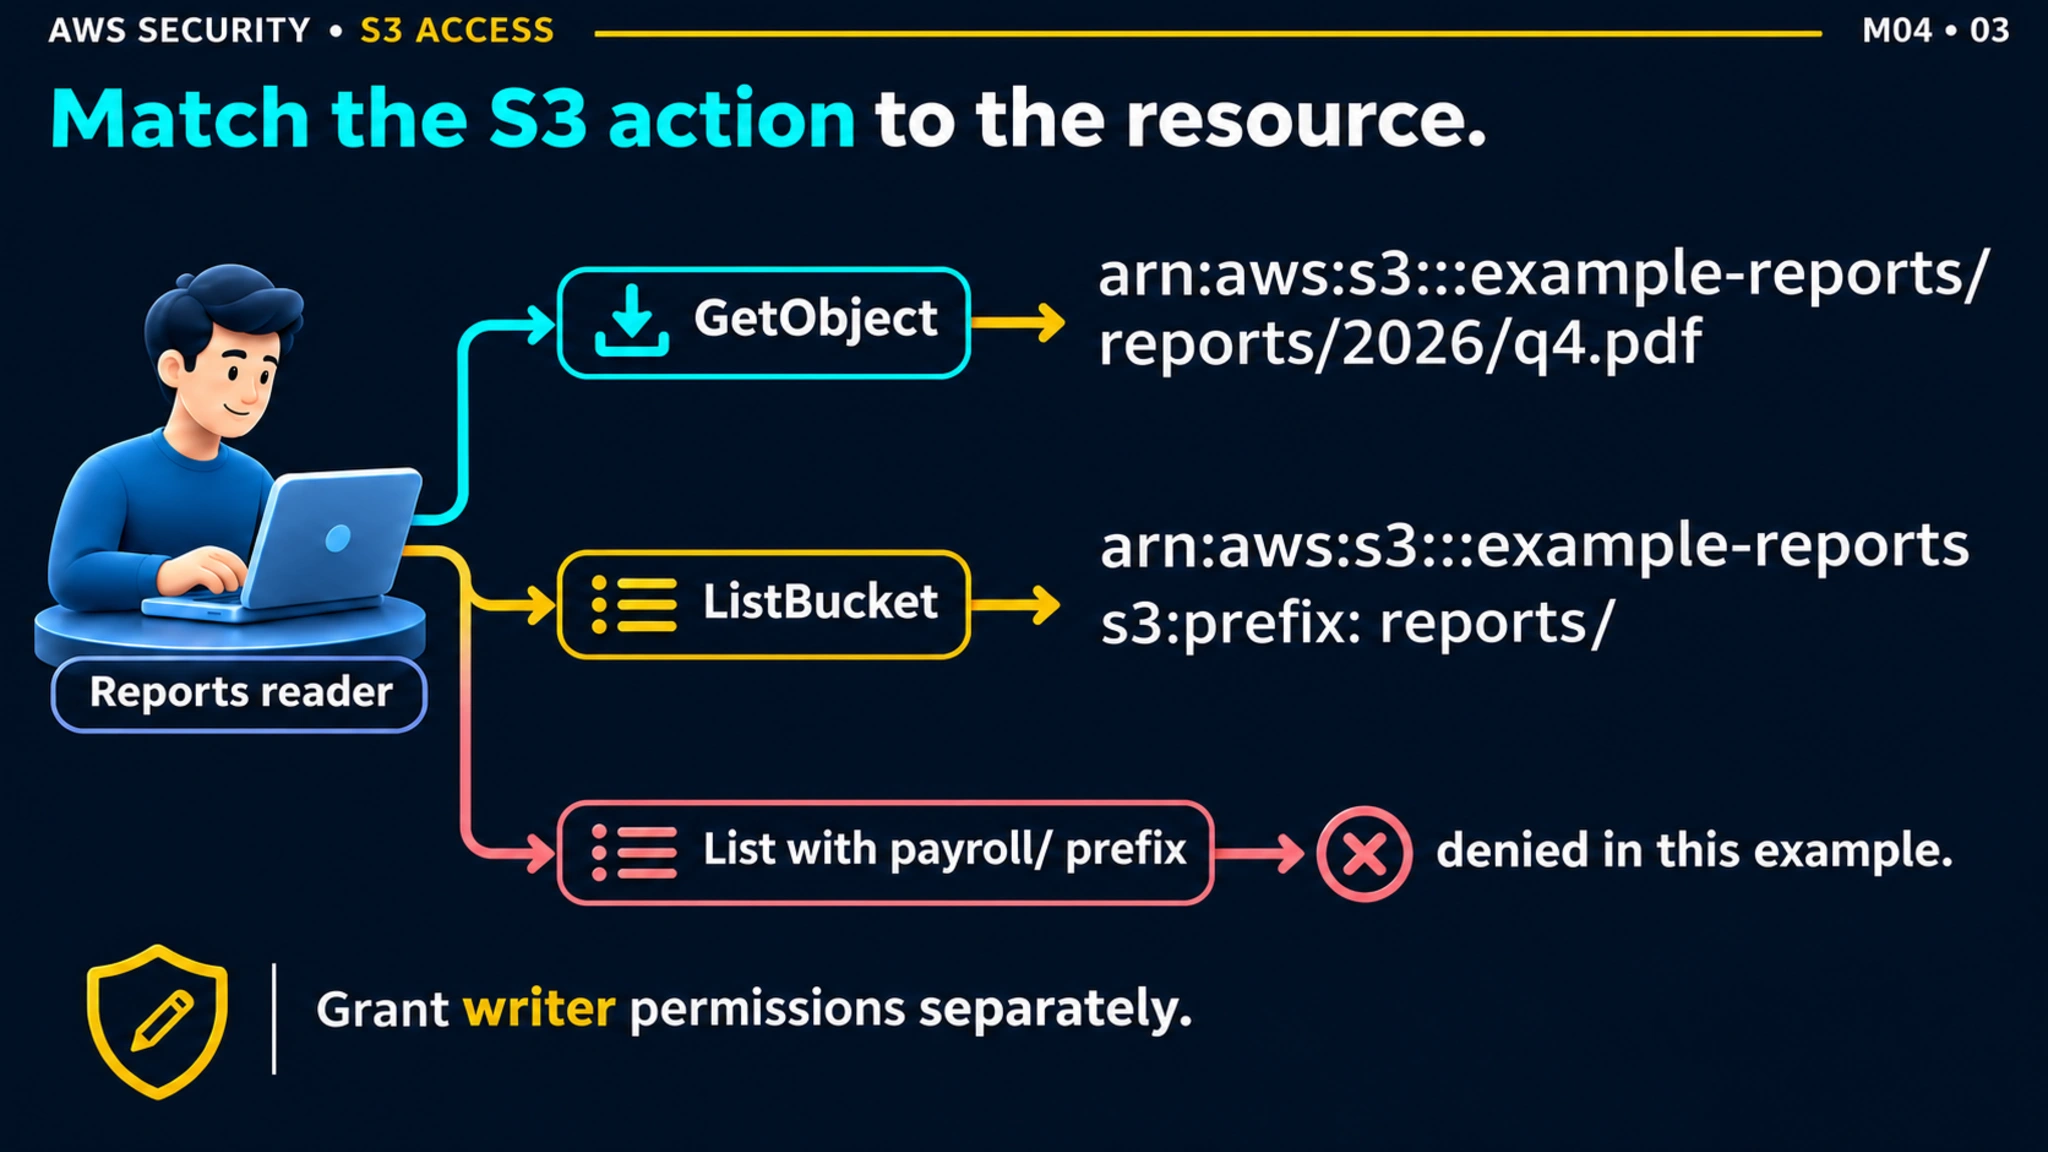 AWS SECURITY • S3 ACCESS
M04 • 03
Match the S3 action to the resource.
GetObject
arn:aws:s3:::example-reports/
reports/2026/q4.pdf
ListBucket
arn:aws:s3:::example-reports
s3:prefix: reports/
Reports reader
List with payroll/ prefix
denied in this example.
Grant writer permissions separately.